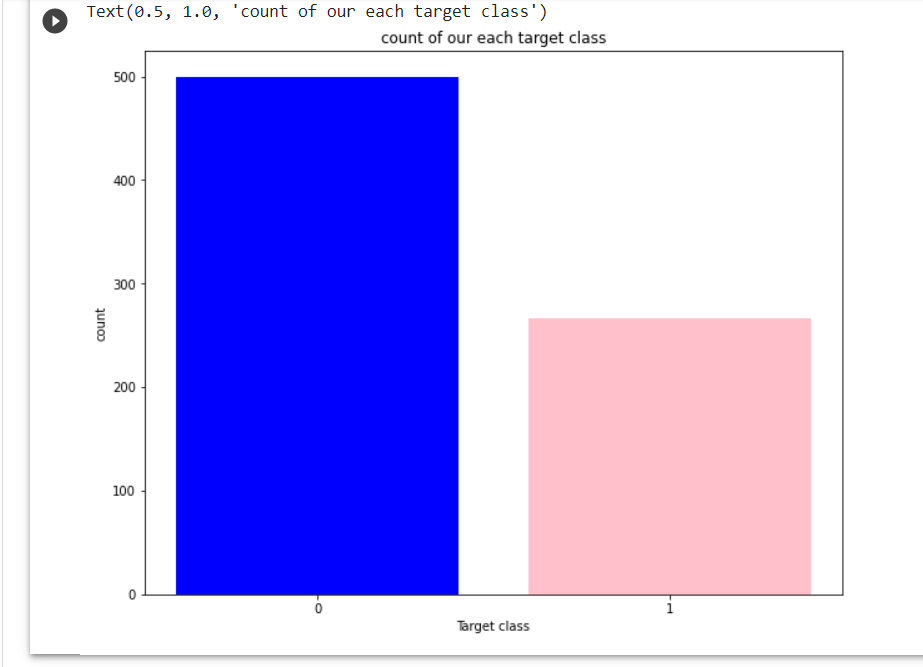 Text(0.5, 1.0, 'count of our each target class')
count of our each target class
500
400
300
200
100
0
count
0
1
Target class